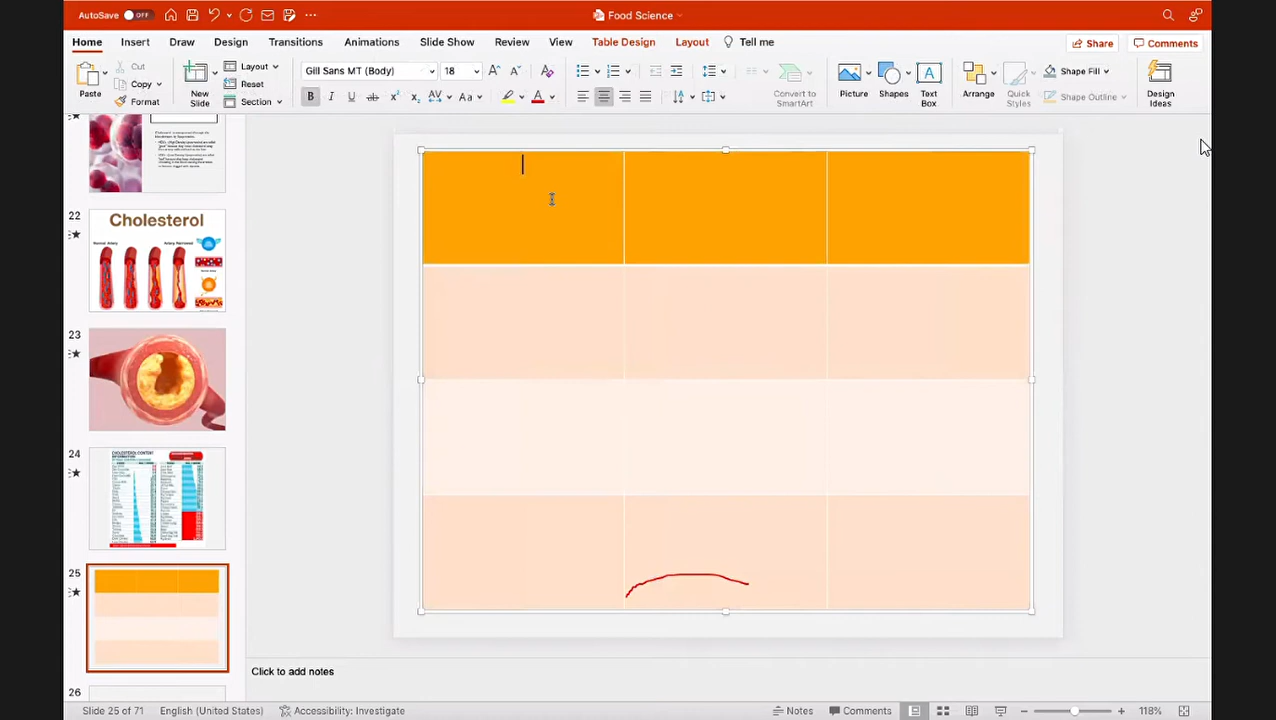 AutoSave OFF
Food Science
Home Insert Draw Design Transitions Animations Slide Show Review View Table Design Layout Tell me
Share Comments
Paste
Cut
Copy
Format
New Slide
Layout
Reset
Section
Gill Sans MT (Body) 18
Convert to SmartArt
Picture
Shapes
Text Box
Arrange
Quick Styles
Shape Fill
Shape Outline
Design Ideas
22
Cholesterol
23
24
25
26
Click to add notes
Slide 25 of 71 English (United States) Accessibility: Investigate Notes Comments 118%